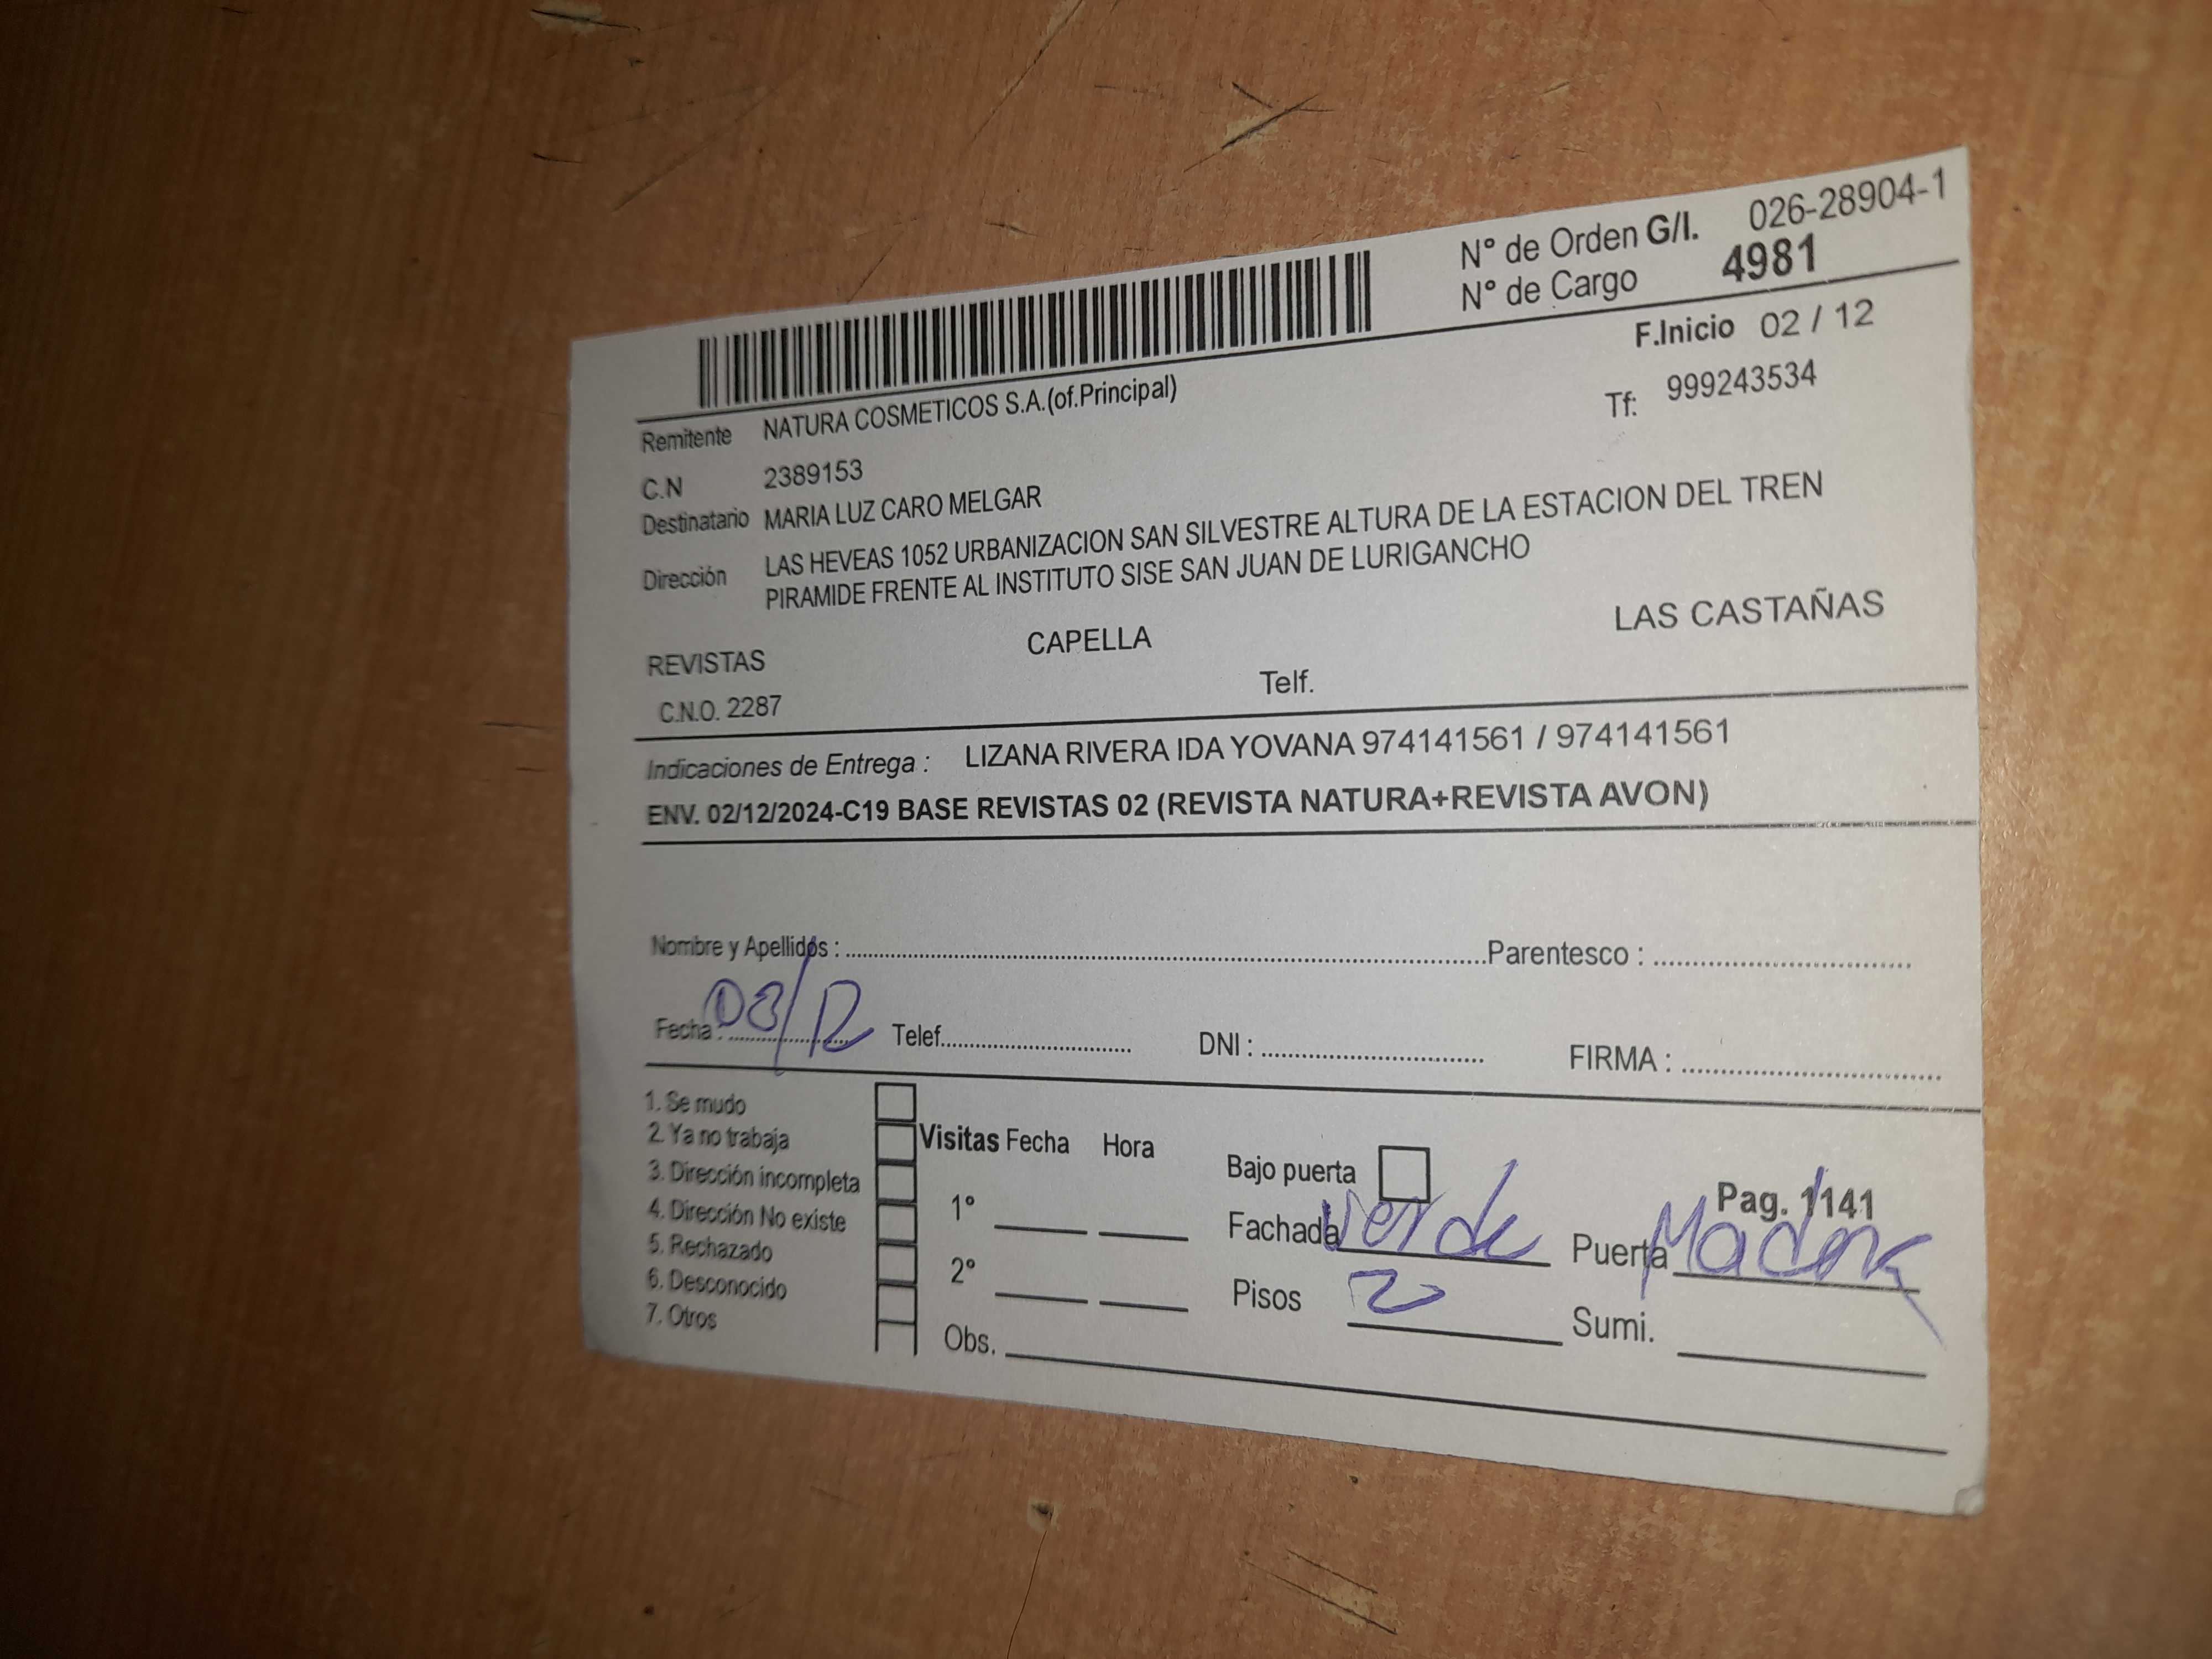 N° de Orden G/I. 026-28904-1
N° de Cargo 4981
F.Inicio 02 / 12
Remitente NATURA COSMETICOS S.A.(of.Principal) Tf: 999243534
C.N 2389153
Destinatario MARIA LUZ CARO MELGAR
Dirección LAS HEVEAS 1052 URBANIZACION SAN SILVESTRE ALTURA DE LA ESTACION DEL TREN
PIRAMIDE FRENTE AL INSTITUTO SISE SAN JUAN DE LURIGANCHO
REVISTAS CAPELLA LAS CASTAÑAS
C.N.O. 2287 Telf.
Indicaciones de Entrega : LIZANA RIVERA IDA YOVANA 974141561 / 974141561
ENV. 02/12/2024-C19 BASE REVISTAS 02 (REVISTA NATURA+REVISTA AVON)
Nombre y Apellidos : Parentesco :
Fecha : 03/12 Telef. DNI : FIRMA :
1. Se mudo
2. Ya no trabaja
3. Dirección incompleta
4. Dirección No existe
5. Rechazado
6. Desconocido
7. Otros
Visitas Fecha Hora
1°
2°
Obs.
Bajo puerta Pag. 1141
Fachada Verde Puerta Madera
Pisos 2 Sumi.